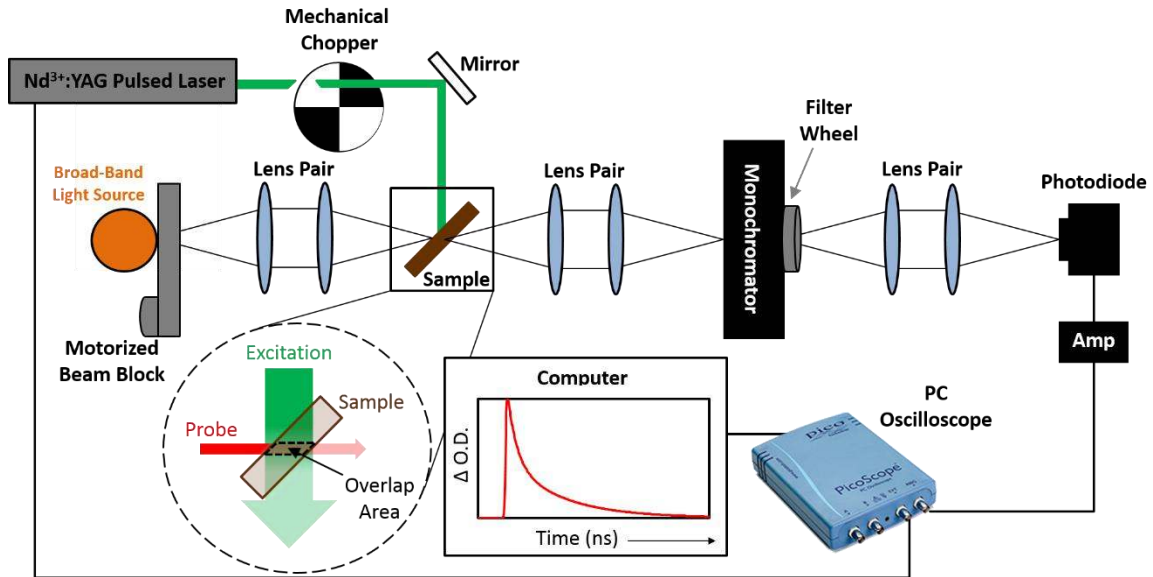 Mechanical
Chopper
Mirror
Nd³⁺:YAG Pulsed Laser
Filter
Wheel
Broad-Band
Light Source
Lens Pair
Lens Pair
Lens Pair
Photodiode
Monochromator
Sample
Motorized
Beam Block
Amp
Excitation
Sample
Probe
Overlap
Area
Computer
Δ O.D.
Time (ns)
PC
Oscilloscope
pico
PicoScope